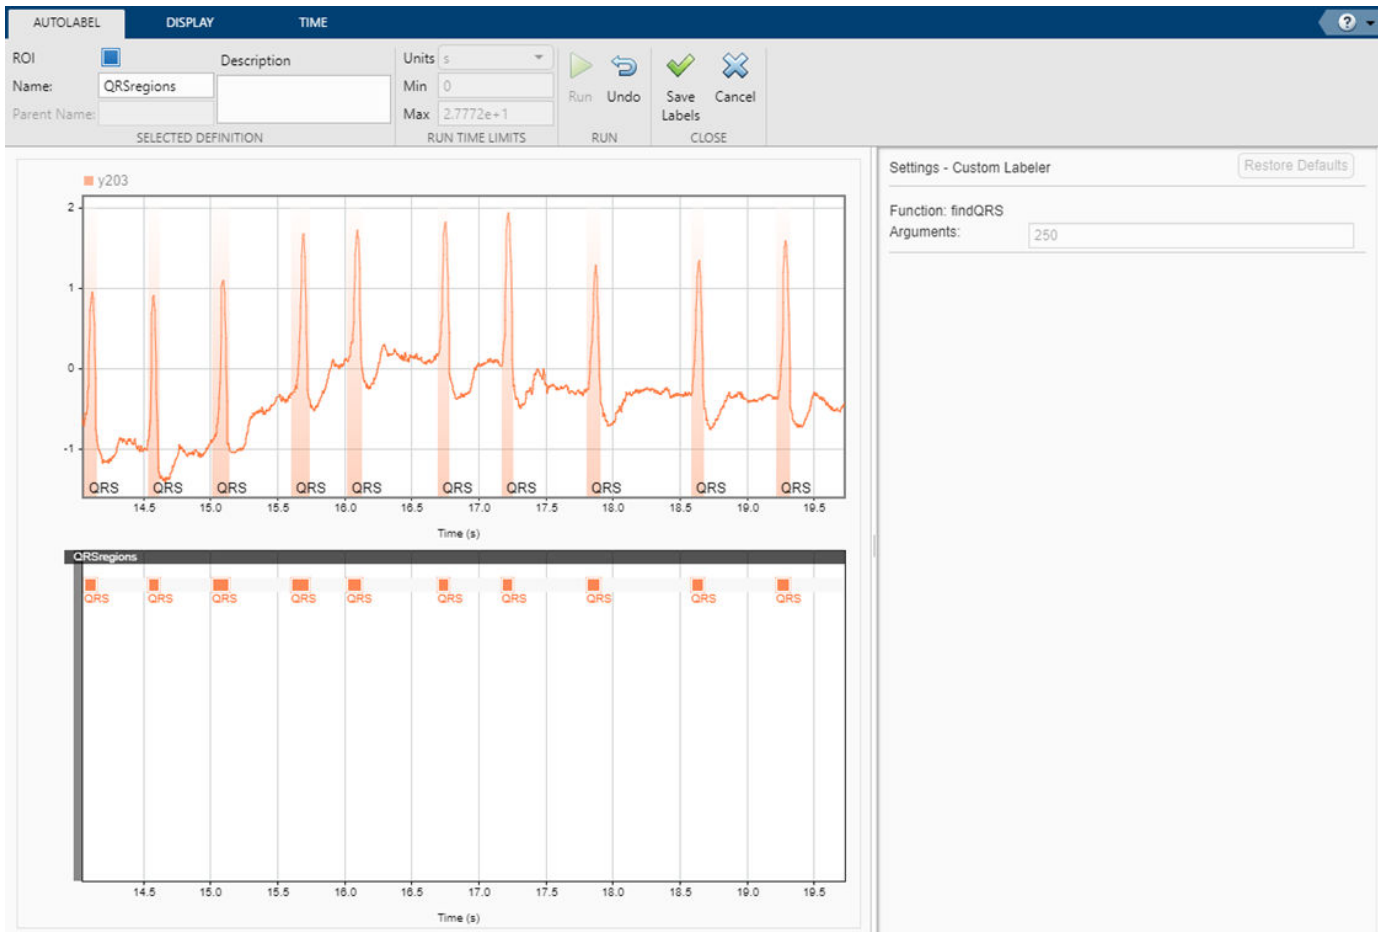 AUTOLABEL DISPLAY TIME
?
ROI Description Units s
Name: QRSregions Min 0
Parent Name: Max 2.7772e+1
Run Undo Save Labels Cancel
SELECTED DEFINITION RUN TIME LIMITS RUN CLOSE
Settings - Custom Labeler Restore Defaults
Function: findQRS
Arguments: 250
y203
2
1
0
-1
QRS QRS QRS QRS QRS QRS QRS QRS QRS QRS
14.5 15.0 15.5 16.0 16.5 17.0 17.5 18.0 18.5 19.0 19.5
Time (s)
QRSregions
QRS QRS QRS QRS QRS QRS QRS QRS QRS QRS
14.5 15.0 15.5 16.0 16.5 17.0 17.5 18.0 18.5 19.0 19.5
Time (s)